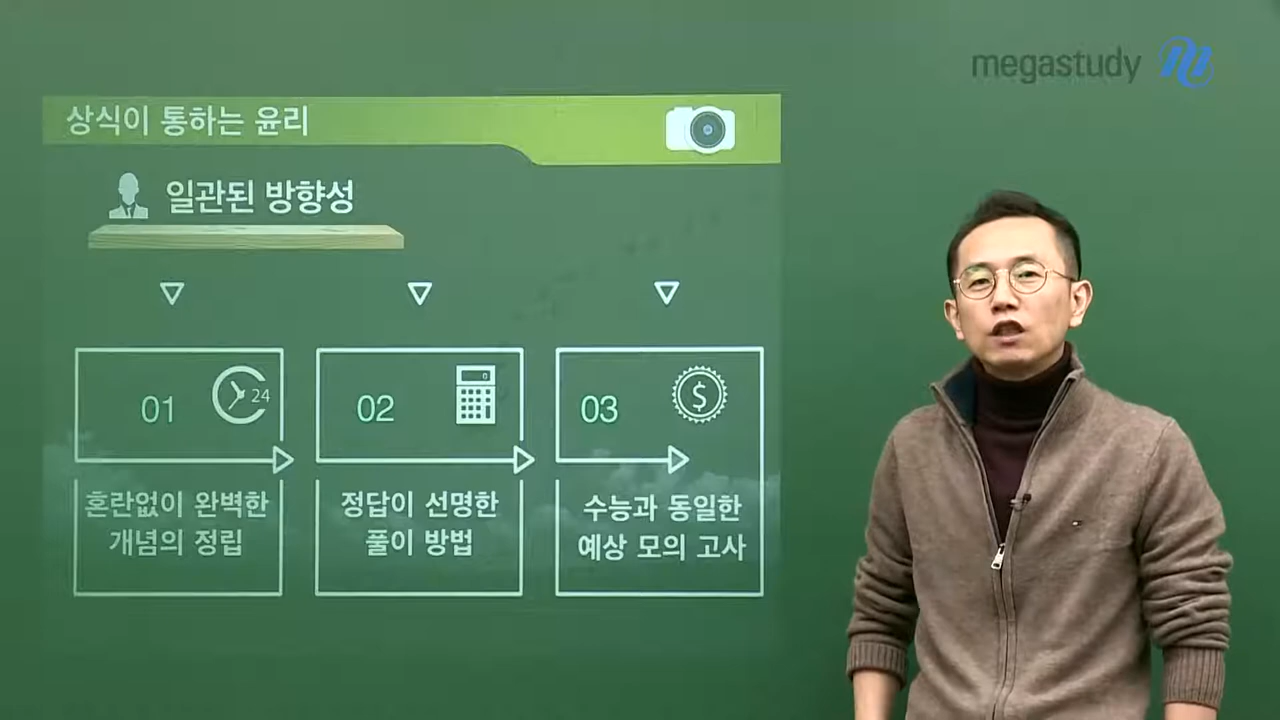 megastudy
상식이 통하는 윤리
일관된 방향성
01
24
02
0
03
$
혼란없이 완벽한
개념의 정립
정답이 선명한
풀이 방법
수능과 동일한
예상 모의 고사